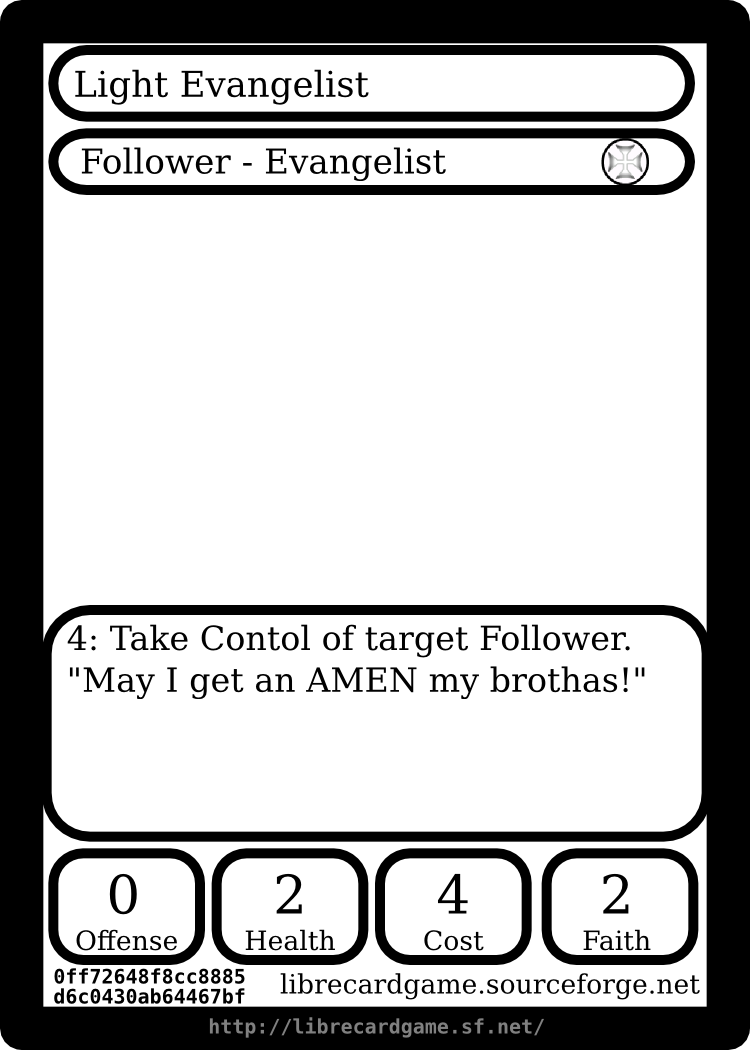 Light Evangelist
Follower - Evangelist
4: Take Contol of target Follower.
"May I get an AMEN my brothas!"
0 2 4 2
Offense Health Cost Faith
0ff72648f8cc8885
d6c0430ab64467bf
librecardgame.sourceforge.net
http://librecardgame.sf.net/